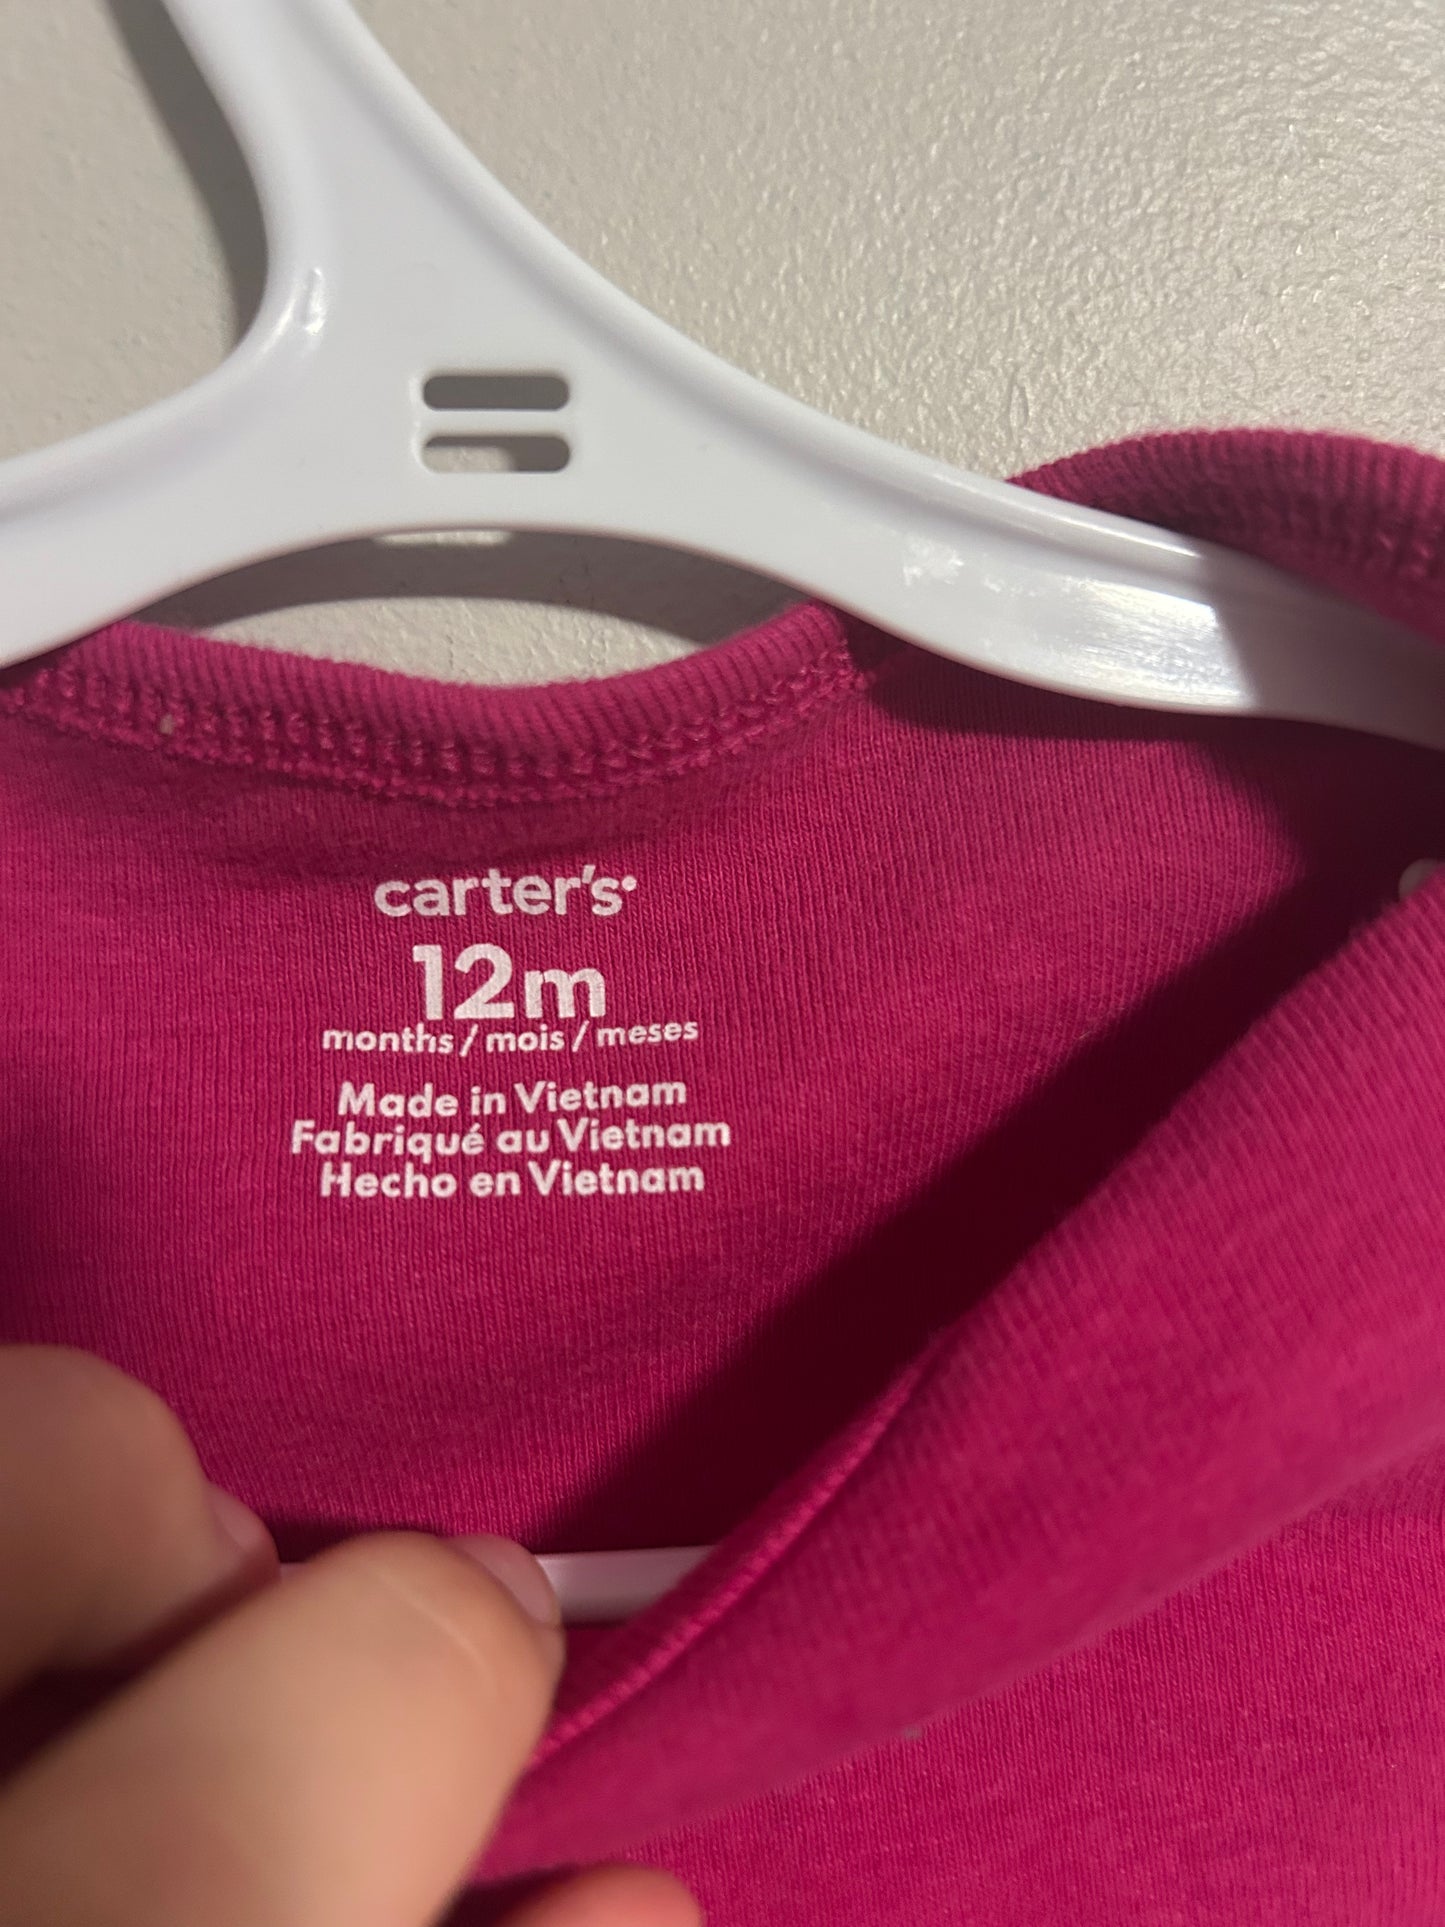 carter's
12m
months / mois / meses
Made in Vietnam
Fabriqué au Vietnam
Hecho en Vietnam